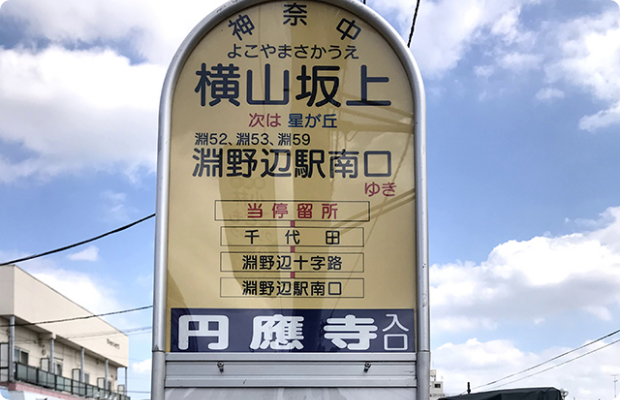 神奈中
よこやまさかうえ
横山坂上
次は 星が丘
淵52、淵53、淵59
淵野辺駅南口
ゆき
当停留所
千代田
淵野辺十字路
淵野辺駅南口
円應寺入口